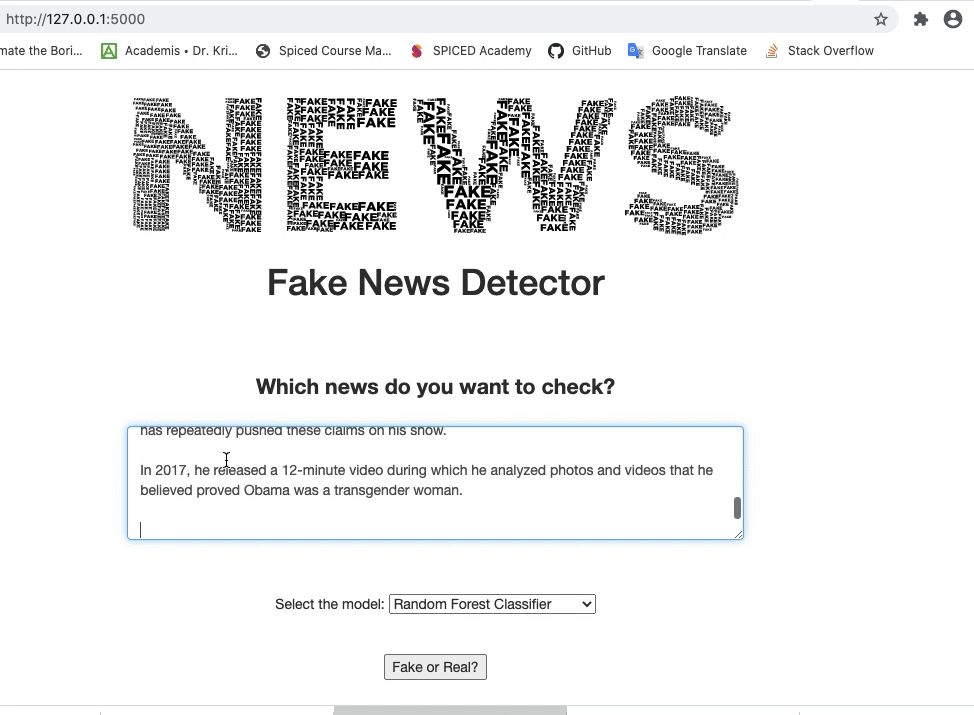 http://127.0.0.1:5000
mate the Bori... Academis • Dr. Kri... Spiced Course Ma... SPICED Academy GitHub Google Translate Stack Overflow
NEWS
Fake News Detector
Which news do you want to check?
has repeatedly pushed these claims on his show.
In 2017, he released a 12-minute video during which he analyzed photos and videos that he
believed proved Obama was a transgender woman.
Select the model: Random Forest Classifier
Fake or Real?